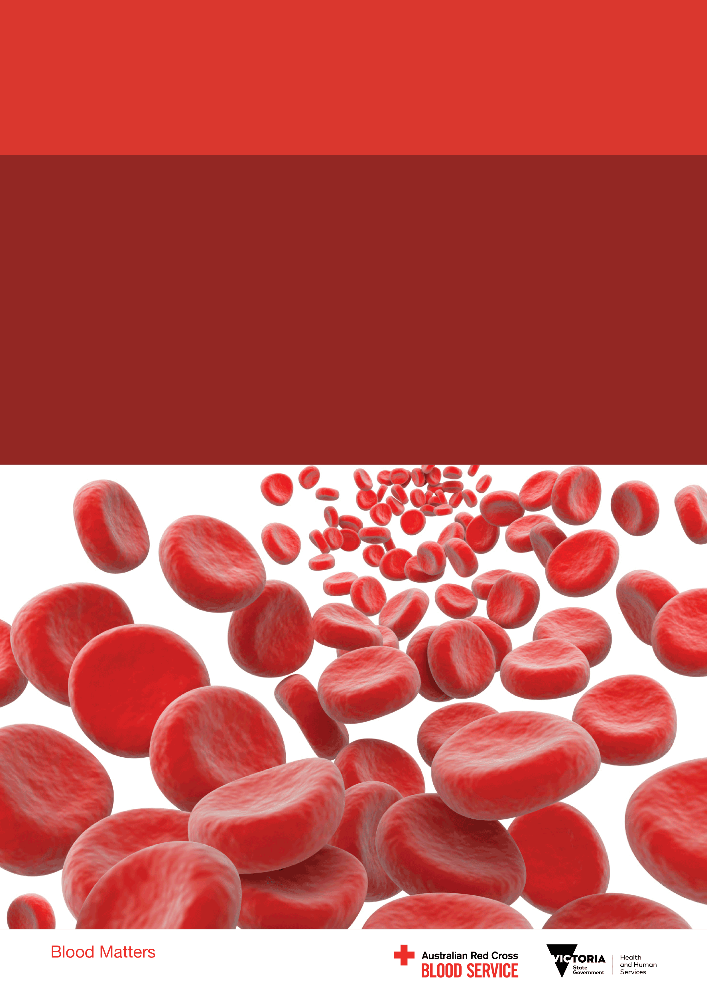 Blood Matters
Australian Red Cross
BLOOD SERVICE
VICTORIA
State
Government
Health
and Human
Services